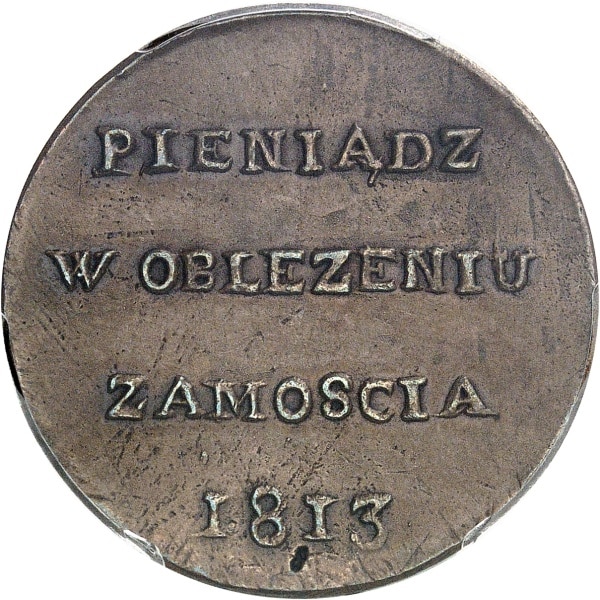 PIENIĄDZ
W OBLEZENIU
ZAMOSCIA
1813